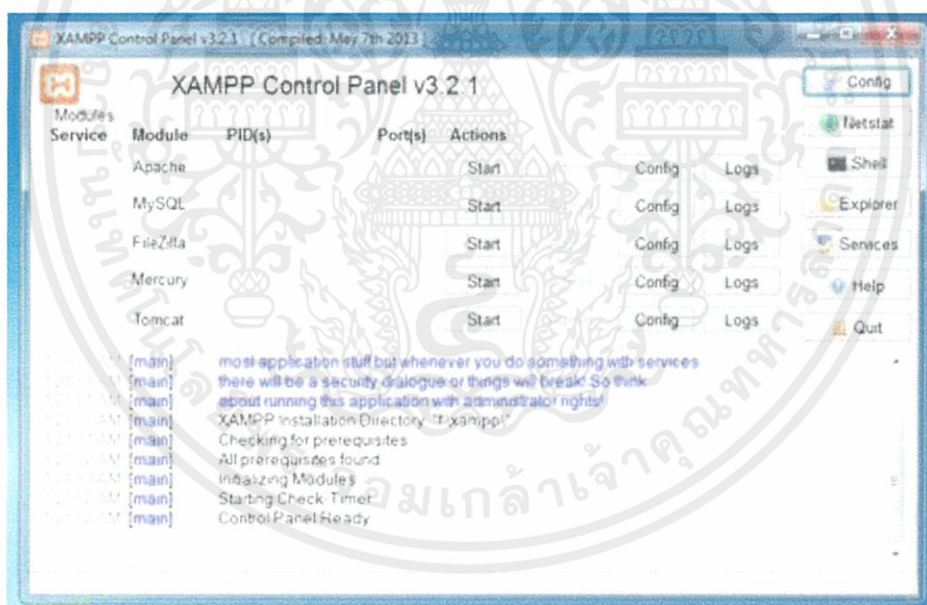 XAMPP Control Panel v3.2.1 [ Compiled: May 7th 2013 ]
XAMPP Control Panel v3.2.1
Config
Modules
Service Module PID(s) Port(s) Actions
Netstat
Apache Start Config Logs
Shell
MySQL Start Config Logs
Explorer
FileZilla Start Config Logs
Services
Mercury Start Config Logs
Help
Tomcat Start Config Logs
Quit
[main] most application stuff but whenever you do something with services
[main] there will be a security dialogue or things will break! So think
[main] about running this application with administrator rights!
[main] XAMPP Installation Directory: "f:\xampp\"
[main] Checking for prerequisites
[main] All prerequisites found
[main] Initializing Modules
[main] Starting Check-Timer
[main] Control Panel Ready